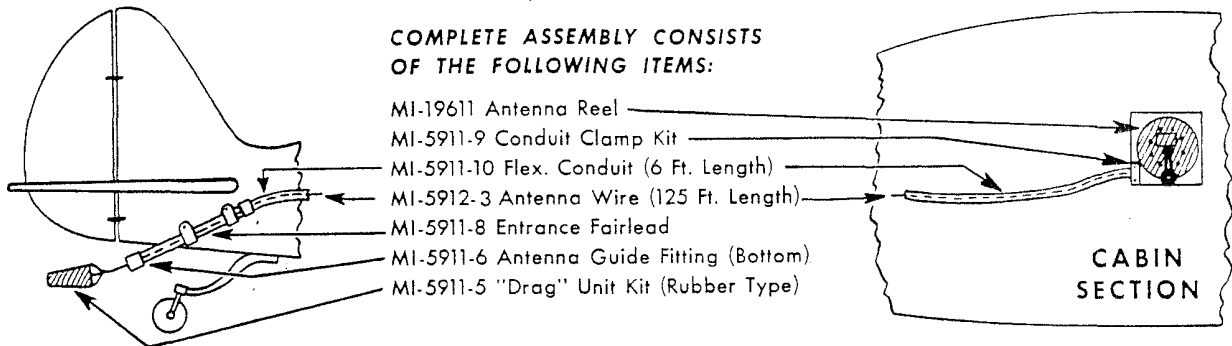 COMPLETE ASSEMBLY CONSISTS
OF THE FOLLOWING ITEMS:
MI-19611 Antenna Reel
MI-5911-9 Conduit Clamp Kit
MI-5911-10 Flex. Conduit (6 Ft. Length)
MI-5912-3 Antenna Wire (125 Ft. Length)
MI-5911-8 Entrance Fairlead
MI-5911-6 Antenna Guide Fitting (Bottom)
MI-5911-5 "Drag" Unit Kit (Rubber Type)
CABIN
SECTION